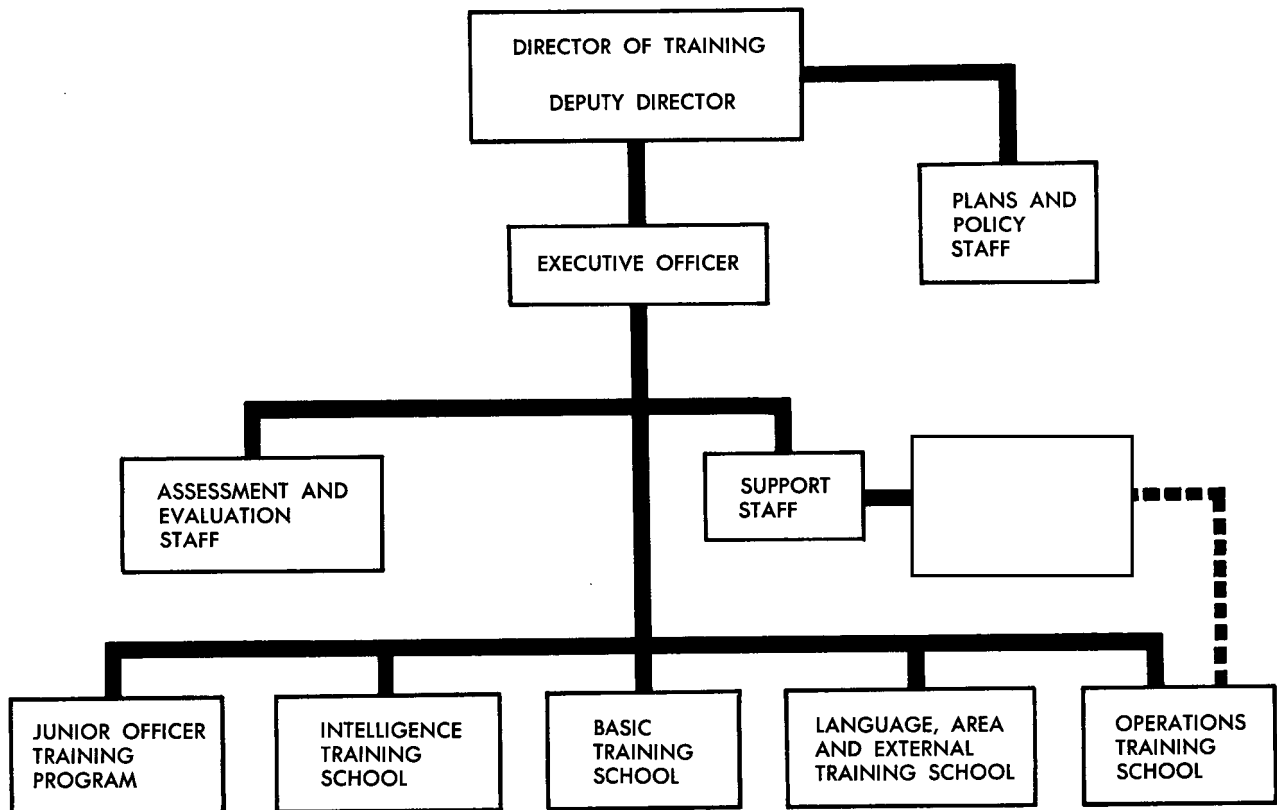 DIRECTOR OF TRAINING
DEPUTY DIRECTOR
PLANS AND
POLICY
STAFF
EXECUTIVE OFFICER
ASSESSMENT AND
EVALUATION
STAFF
SUPPORT
STAFF
JUNIOR OFFICER
TRAINING
PROGRAM
INTELLIGENCE
TRAINING
SCHOOL
BASIC
TRAINING
SCHOOL
LANGUAGE, AREA
AND EXTERNAL
TRAINING SCHOOL
OPERATIONS
TRAINING
SCHOOL